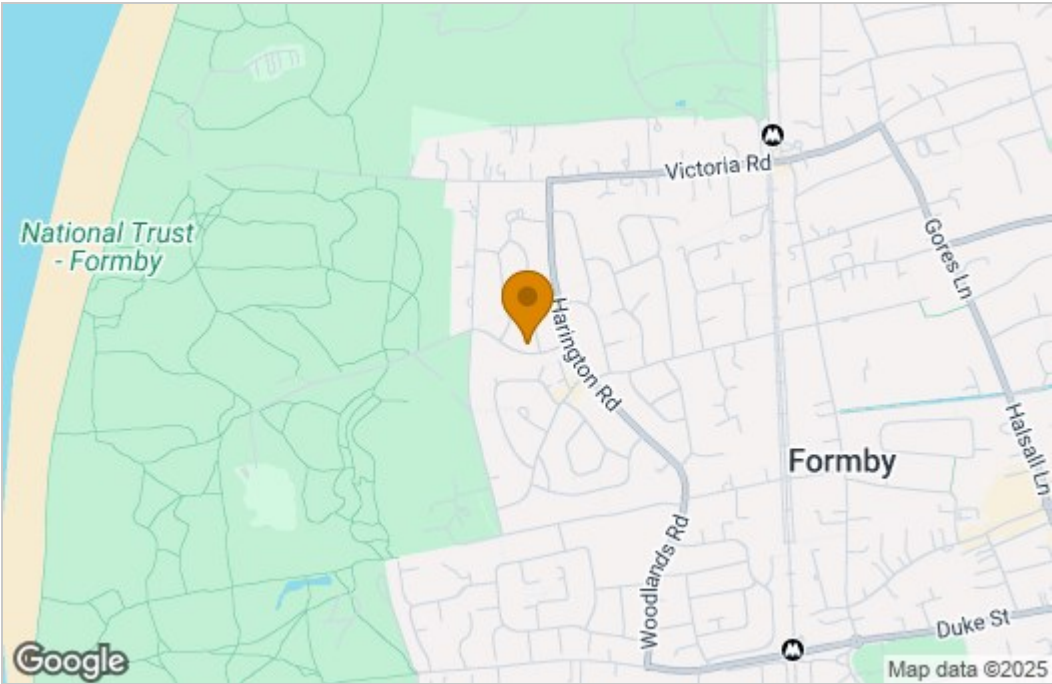 Victoria Rd
National Trust
- Formby
Gores Ln
Harington Rd
Halsall Ln
Formby
Woodlands Rd
Duke St
Google
Map data ©2025